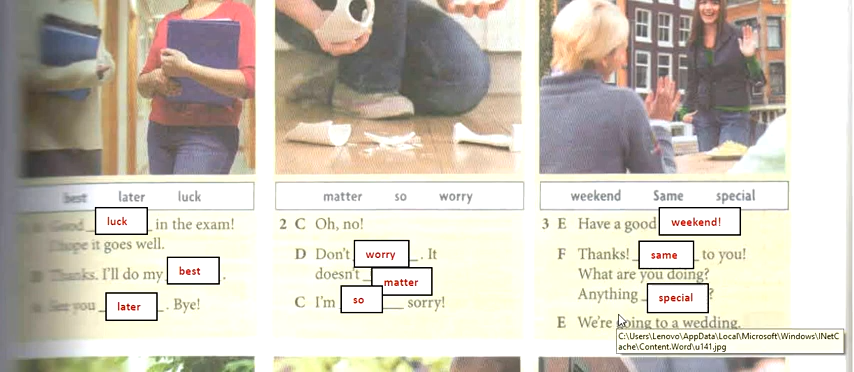 best later luck
Good luck in the exam!
I hope it goes well.
Thanks. I'll do my best .
See you later . Bye!
matter so worry
2 C Oh, no!
D Don't worry . It
doesn't matter
C I'm so sorry!
weekend Same special
3 E Have a good weekend!
F Thanks! same to you!
What are you doing?
Anything special ?
E We're going to a wedding.
C:\Users\Lenovo\AppData\Local\Microsoft\Windows\INetC
ache\Content.Word\u141.jpg